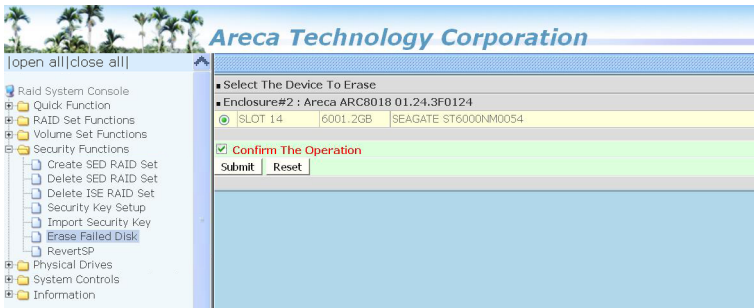 Areca Technology Corporation
|open all|close all|
Raid System Console
Quick Function
RAID Set Functions
Volume Set Functions
Security Functions
Create SED RAID Set
Delete SED RAID Set
Delete ISE RAID Set
Security Key Setup
Import Security Key
Erase Failed Disk
RevertSP
Physical Drives
System Controls
Information
Select The Device To Erase
Enclosure#2 : Areca ARC8018 01.24.3F0124
SLOT 14 6001.2GB SEAGATE ST6000NM0054
Confirm The Operation
Submit Reset